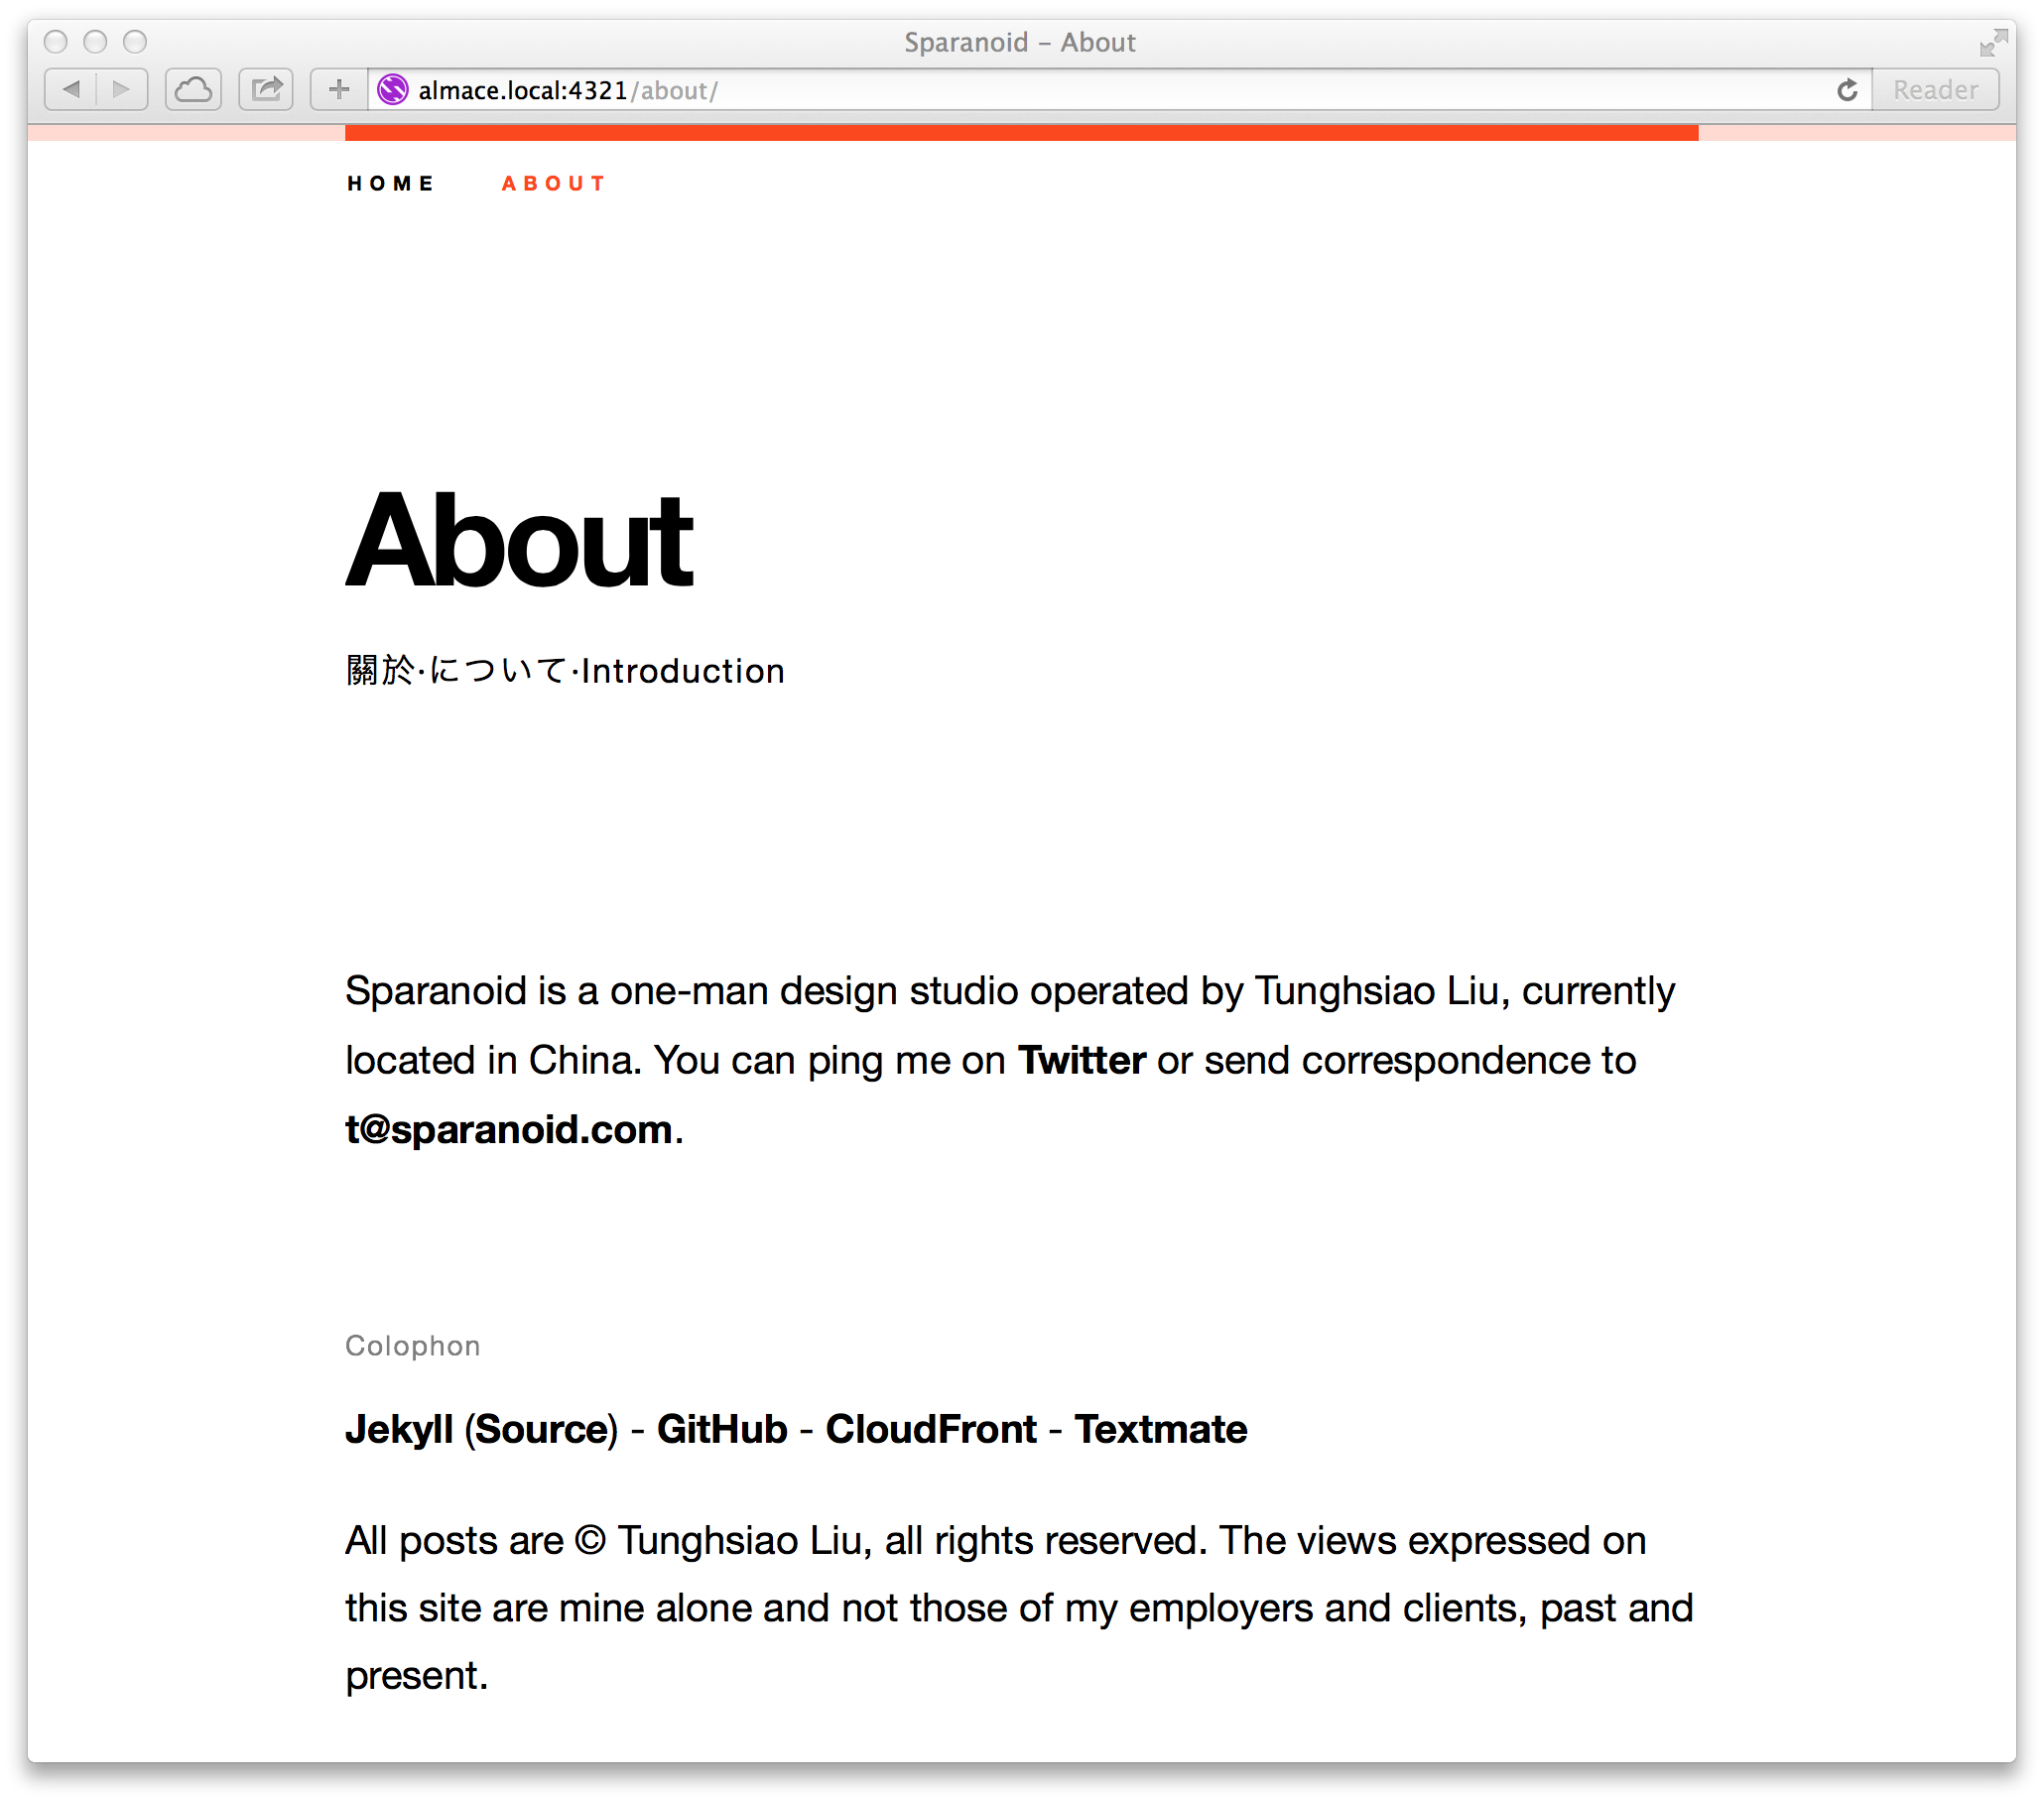 Sparanoid – About
almace.local:4321/about/
Reader
HOME ABOUT
About
關於·について·Introduction
Sparanoid is a one-man design studio operated by Tunghsiao Liu, currently
located in China. You can ping me on Twitter or send correspondence to
t@sparanoid.com.
Colophon
Jekyll (Source) - GitHub - CloudFront - Textmate
All posts are © Tunghsiao Liu, all rights reserved. The views expressed on
this site are mine alone and not those of my employers and clients, past and
present.